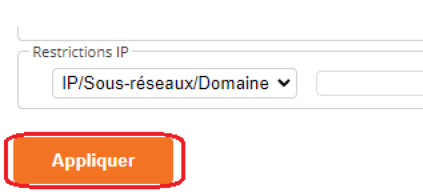 Restrictions IP
IP/Sous-réseaux/Domaine
Appliquer